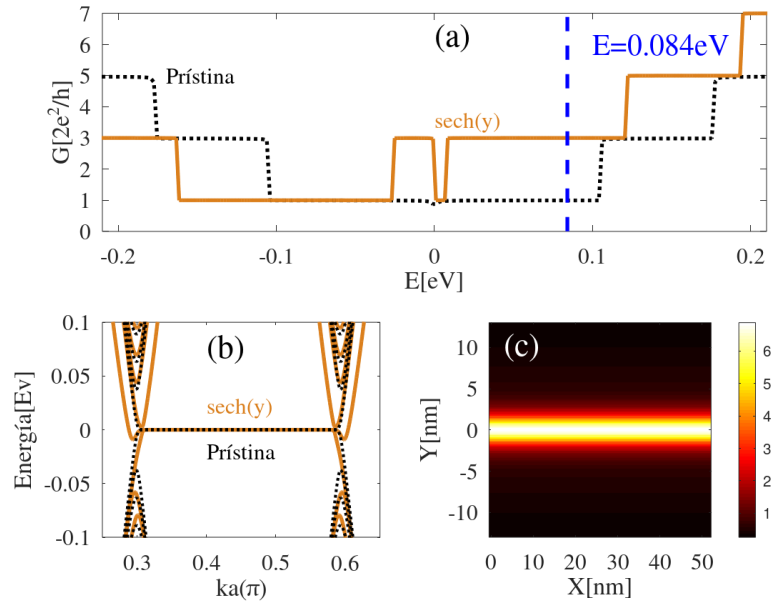 7
6
5
4
3
2
1
0
G[2e²/h]
(a)
E=0.084eV
Prístina
sech(y)
-0.2 -0.1 0 0.1 0.2
E[eV]
0.1
0.05
0
-0.05
-0.1
Energía[Ev]
(b)
sech(y)
Prístina
0.3 0.4 0.5 0.6
ka(π)
10
5
0
-5
-10
Y[nm]
(c)
0 10 20 30 40 50
X[nm]
6
5
4
3
2
1